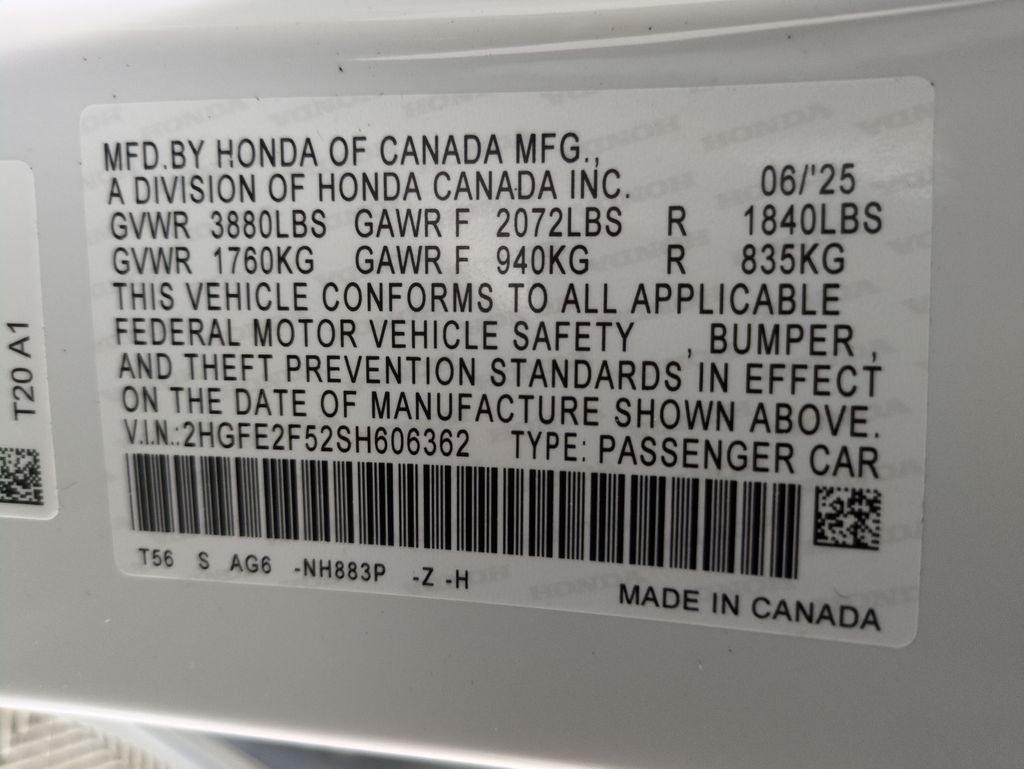 MFD.BY HONDA OF CANADA MFG.,
A DIVISION OF HONDA CANADA INC. 06/'25
GVWR 3880LBS GAWR F 2072LBS R 1840LBS
GVWR 1760KG GAWR F 940KG R 835KG
THIS VEHICLE CONFORMS TO ALL APPLICABLE
FEDERAL MOTOR VEHICLE SAFETY , BUMPER ,
AND THEFT PREVENTION STANDARDS IN EFFECT
ON THE DATE OF MANUFACTURE SHOWN ABOVE.
V.I.N.:2HGFE2F52SH606362 TYPE: PASSENGER CAR
T56 S AG6 -NH883P -Z -H
MADE IN CANADA
T20 A1